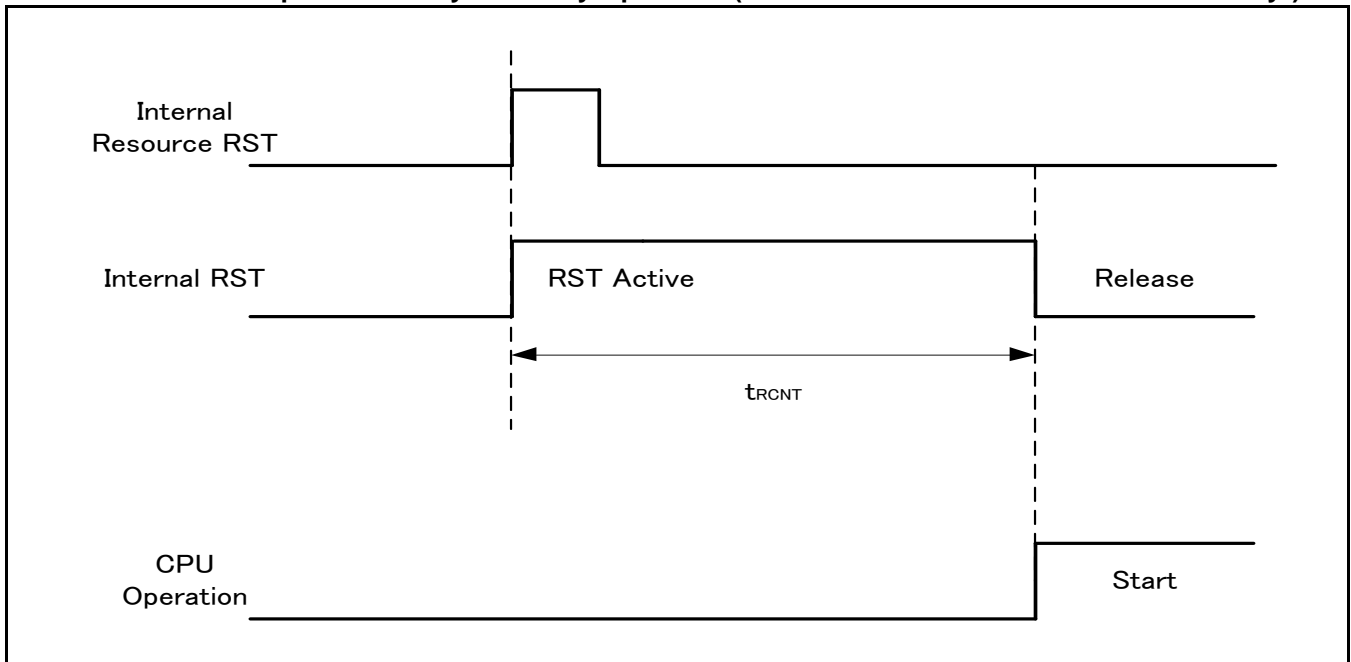 Internal
Resource RST
Internal RST
RST Active
Release
tRCNT
CPU
Operation
Start